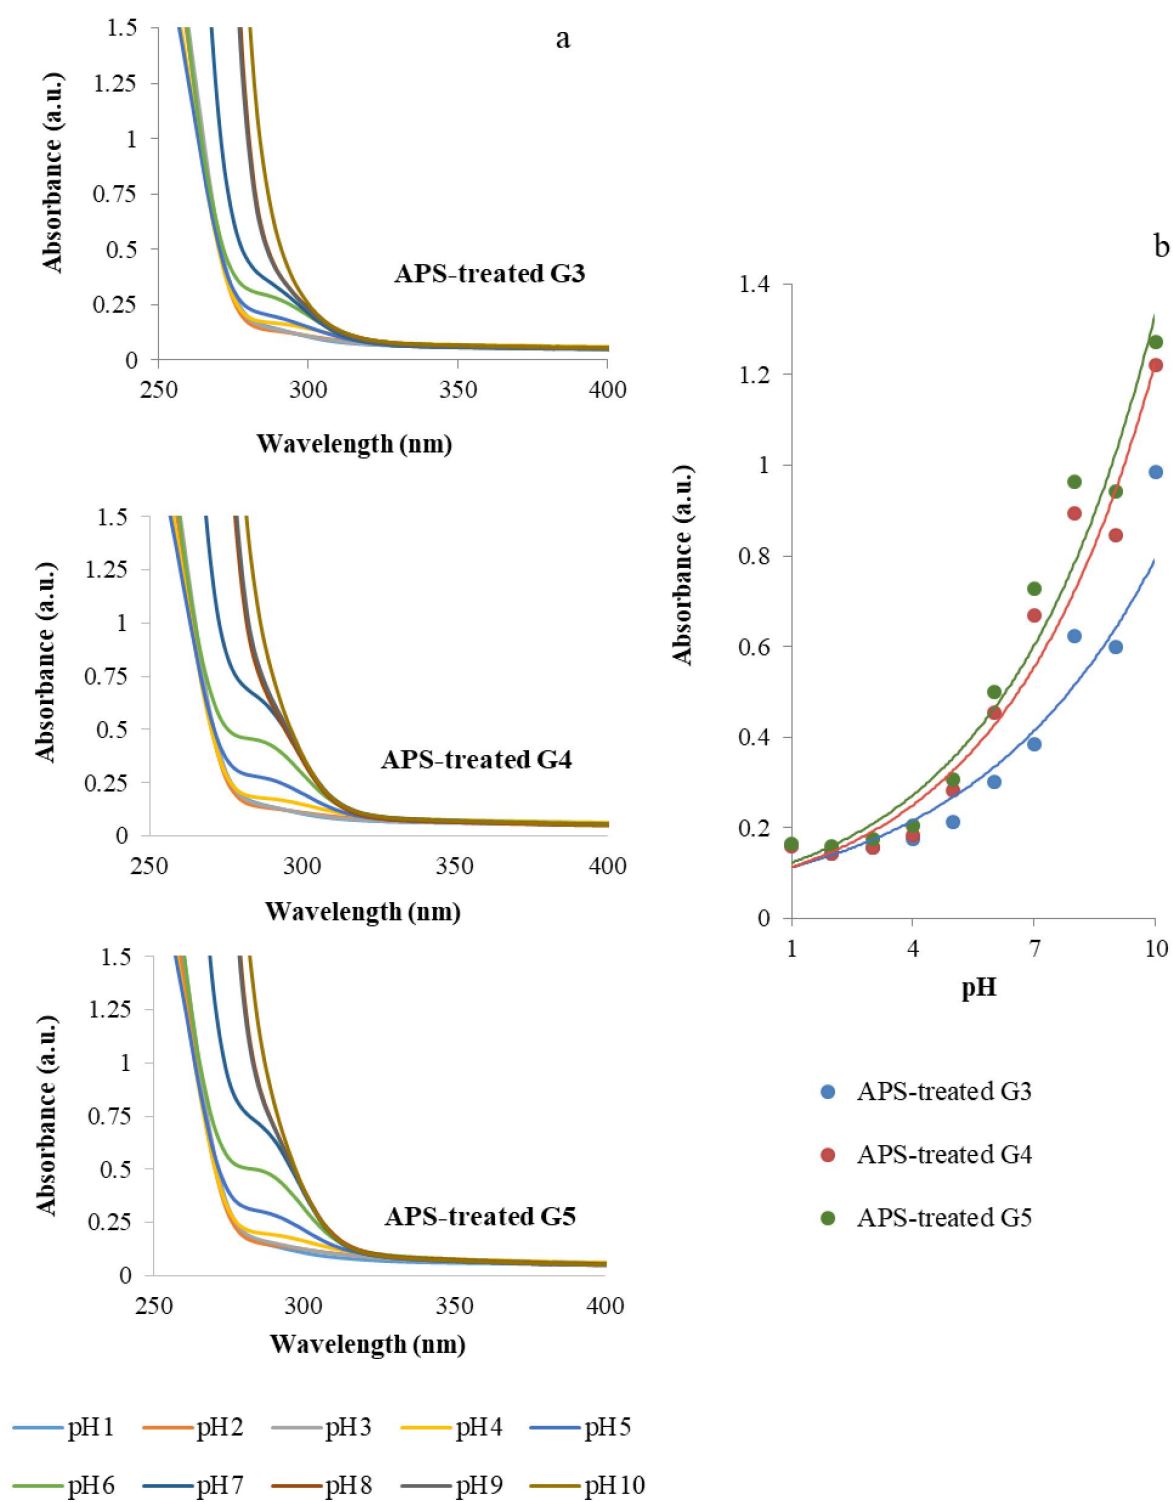 a
Absorbance (a.u.)
1.5
1.25
1
0.75
0.5
0.25
0
APS-treated G3
250 300 350 400
Wavelength (nm)
Absorbance (a.u.)
1.5
1.25
1
0.75
0.5
0.25
0
APS-treated G4
250 300 350 400
Wavelength (nm)
Absorbance (a.u.)
1.5
1.25
1
0.75
0.5
0.25
0
APS-treated G5
250 300 350 400
Wavelength (nm)
pH1 pH2 pH3 pH4 pH5
pH6 pH7 pH8 pH9 pH10
b
Absorbance (a.u.)
1.4
1.2
1
0.8
0.6
0.4
0.2
0
1 4 7 10
pH
APS-treated G3
APS-treated G4
APS-treated G5